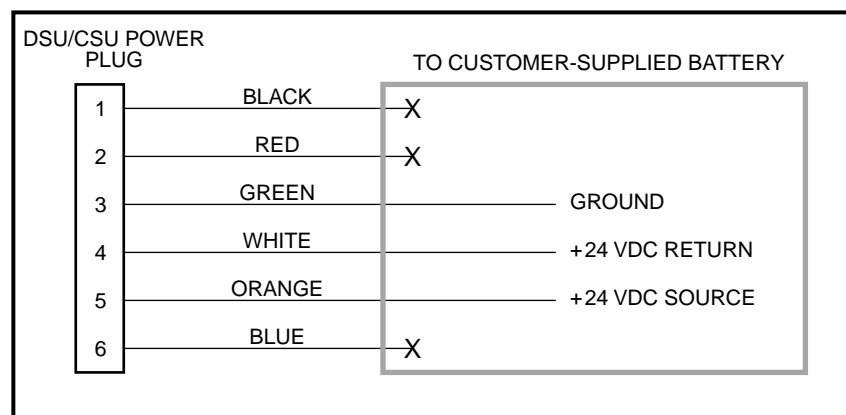 DSU/CSU POWER
PLUG
TO CUSTOMER-SUPPLIED BATTERY
1 BLACK X
2 RED X
3 GREEN GROUND
4 WHITE +24 VDC RETURN
5 ORANGE +24 VDC SOURCE
6 BLUE X